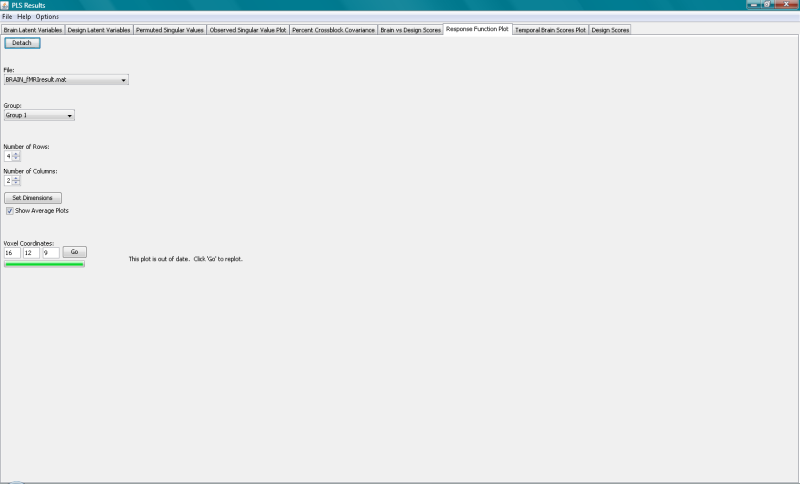 PLS Results
File Help Options
Brain Latent Variables Design Latent Variables Permuted Singular Values Observed Singular Value Plot Percent Crossblock Covariance Brain vs Design Scores Response Function Plot Temporal Brain Scores Plot Design Scores
Detach
File:
BRAIN_fMRIresult.mat
Group:
Group 1
Number of Rows:
4
Number of Columns:
2
Set Dimensions
Show Average Plots
Voxel Coordinates:
16 12 9 Go
This plot is out of date. Click 'Go' to replot.